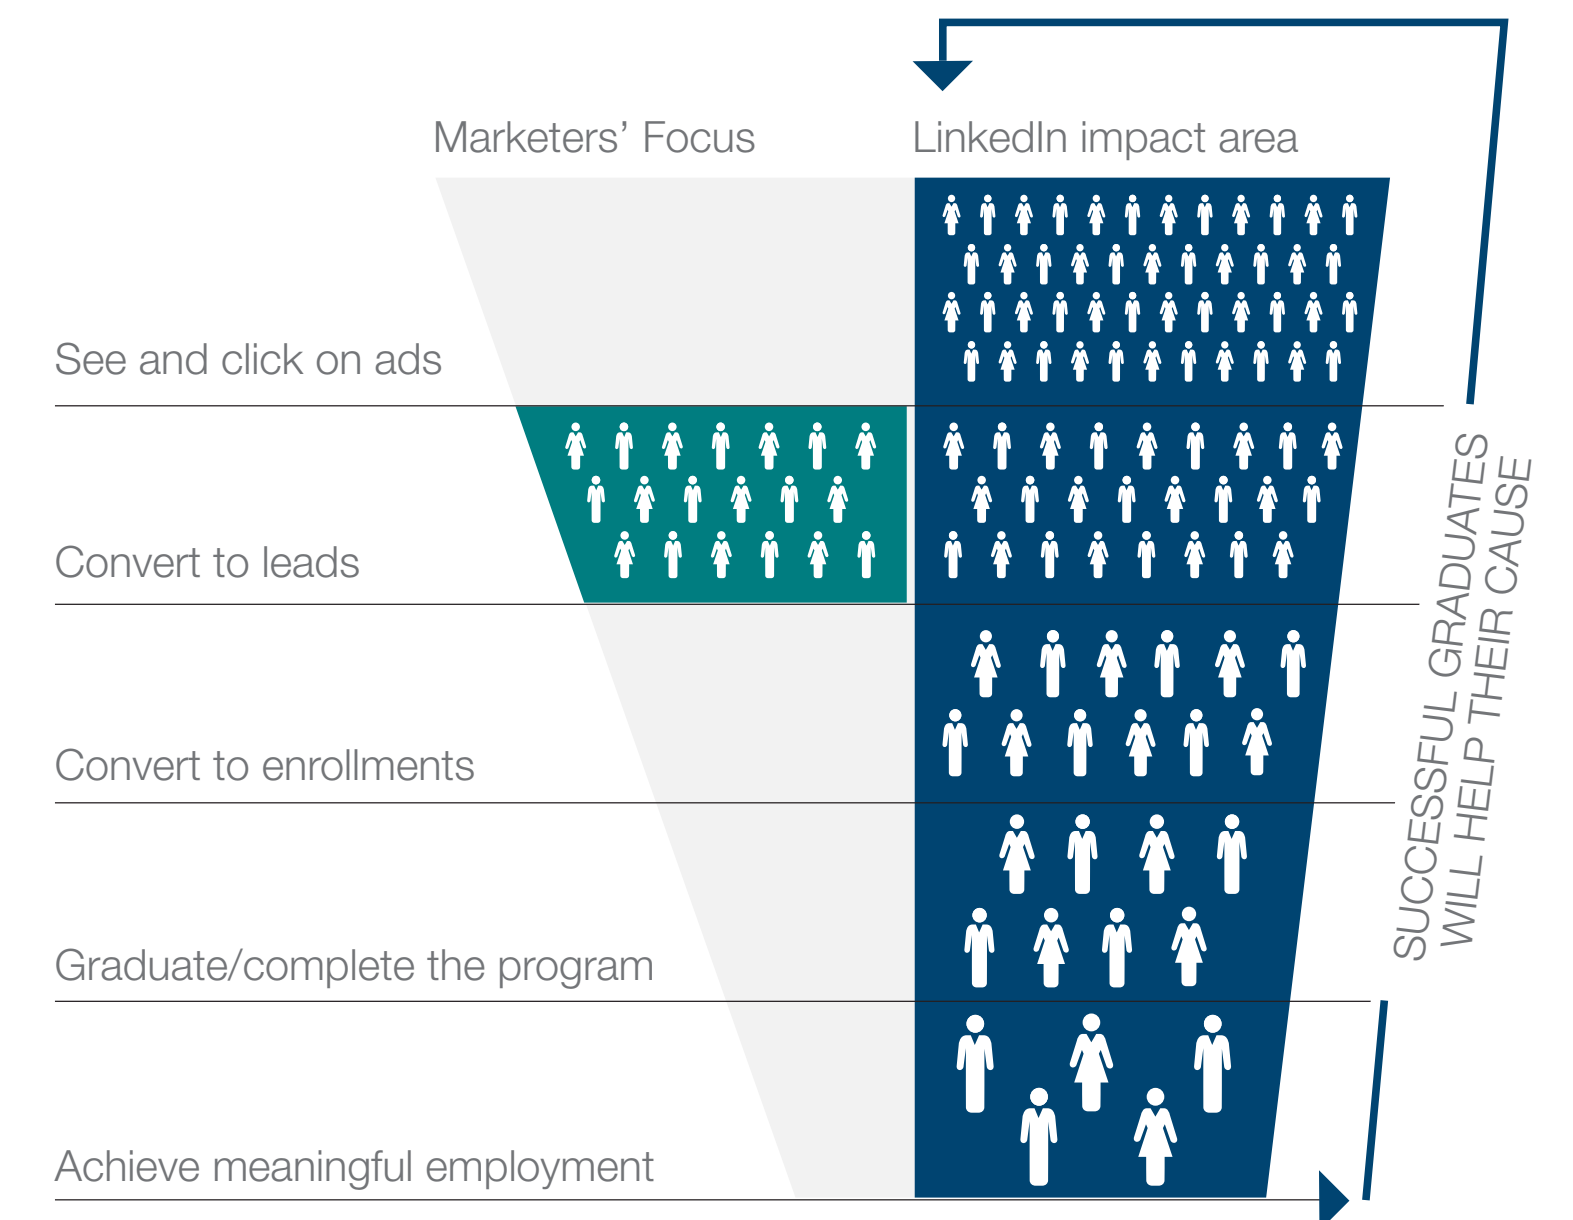 Marketers’ Focus
LinkedIn impact area
See and click on ads
Convert to leads
Convert to enrollments
Graduate/complete the program
Achieve meaningful employment
SUCCESSFUL GRADUATES
WILL HELP THEIR CAUSE